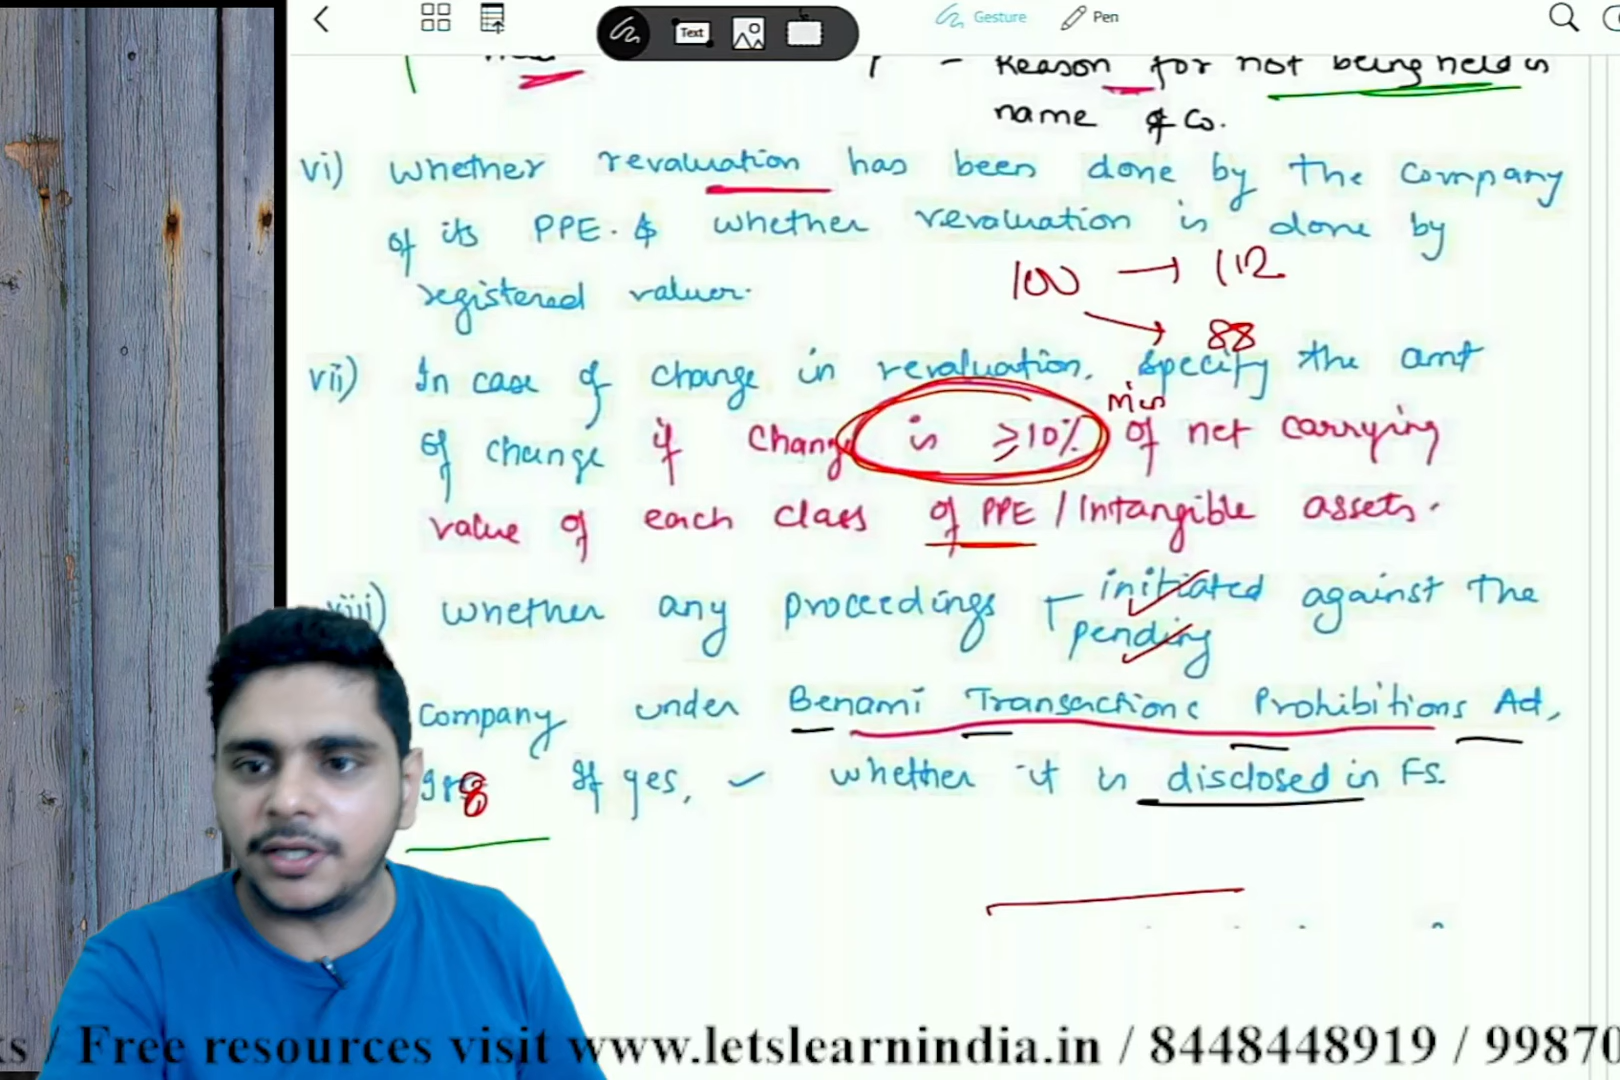 Text
Gesture
Pen
- Reason for not being held in
name of Co.
vi) Whether revaluation has been done by the Company
of its PPE. & whether revaluation is done by
100 → 112
registered valuer.
→ 88
vii) In case of change in revaluation, specify the amt
min
of change if change is ≥10% of net carrying
value of each class of PPE / Intangible assets.
viii) Whether any proceedings initiated against the
pending
Company under Benami Transactions Prohibitions Act,
8 If yes, whether it is disclosed in FS.
/ Free resources visit www.letslearnindia.in / 8448448919 / 99870